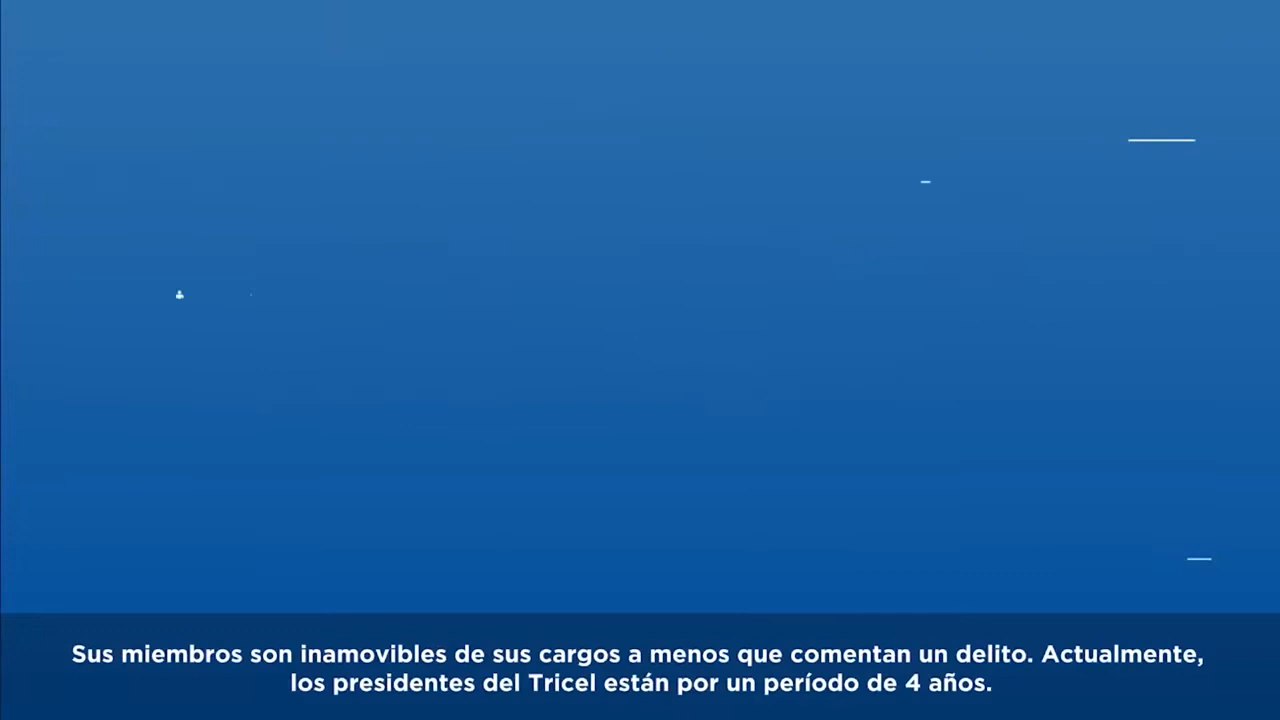 Sus miembros son inamovibles de sus cargos a menos que comentan un delito. Actualmente,
los presidentes del Tricel están por un período de 4 años.